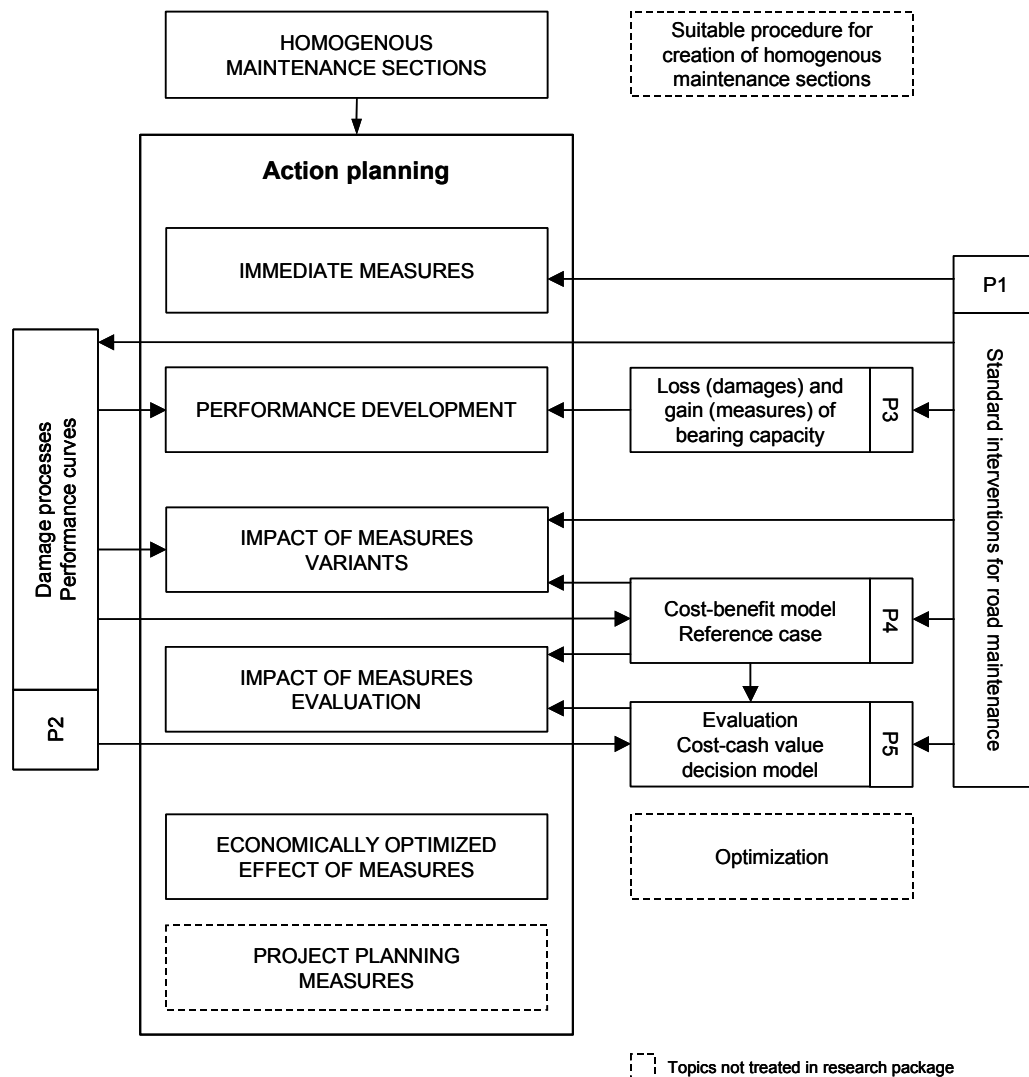 HOMOGENOUS
MAINTENANCE SECTIONS
Suitable procedure for
creation of homogenous
maintenance sections
Action planning
IMMEDIATE MEASURES
P1
Standard interventions for road maintenance
Damage processes
Performance curves
P2
PERFORMANCE DEVELOPMENT
Loss (damages) and
gain (measures) of
bearing capacity
P3
IMPACT OF MEASURES
VARIANTS
Cost-benefit model
Reference case
P4
IMPACT OF MEASURES
EVALUATION
Evaluation
Cost-cash value
decision model
P5
ECONOMICALLY OPTIMIZED
EFFECT OF MEASURES
Optimization
PROJECT PLANNING
MEASURES
Topics not treated in research package